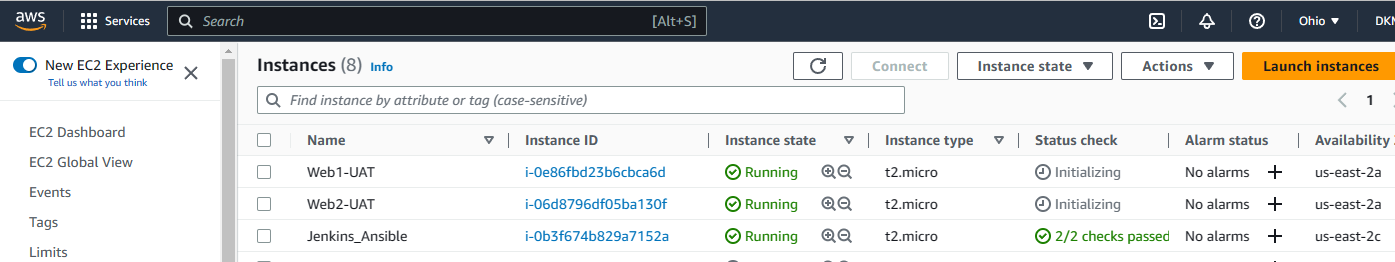 aws Services Search [Alt+S] Ohio DKM
New EC2 Experience
Tell us what you think
EC2 Dashboard
EC2 Global View
Events
Tags
Limits
Instances (8) Info Connect Instance state Actions Launch instances
Find instance by attribute or tag (case-sensitive) 1
Name Instance ID Instance state Instance type Status check Alarm status Availability
Web1-UAT i-0e86fbd23b6cbca6d Running t2.micro Initializing No alarms us-east-2a
Web2-UAT i-06d8796df05ba130f Running t2.micro Initializing No alarms us-east-2a
Jenkins_Ansible i-0b3f674b829a7152a Running t2.micro 2/2 checks passed No alarms us-east-2c